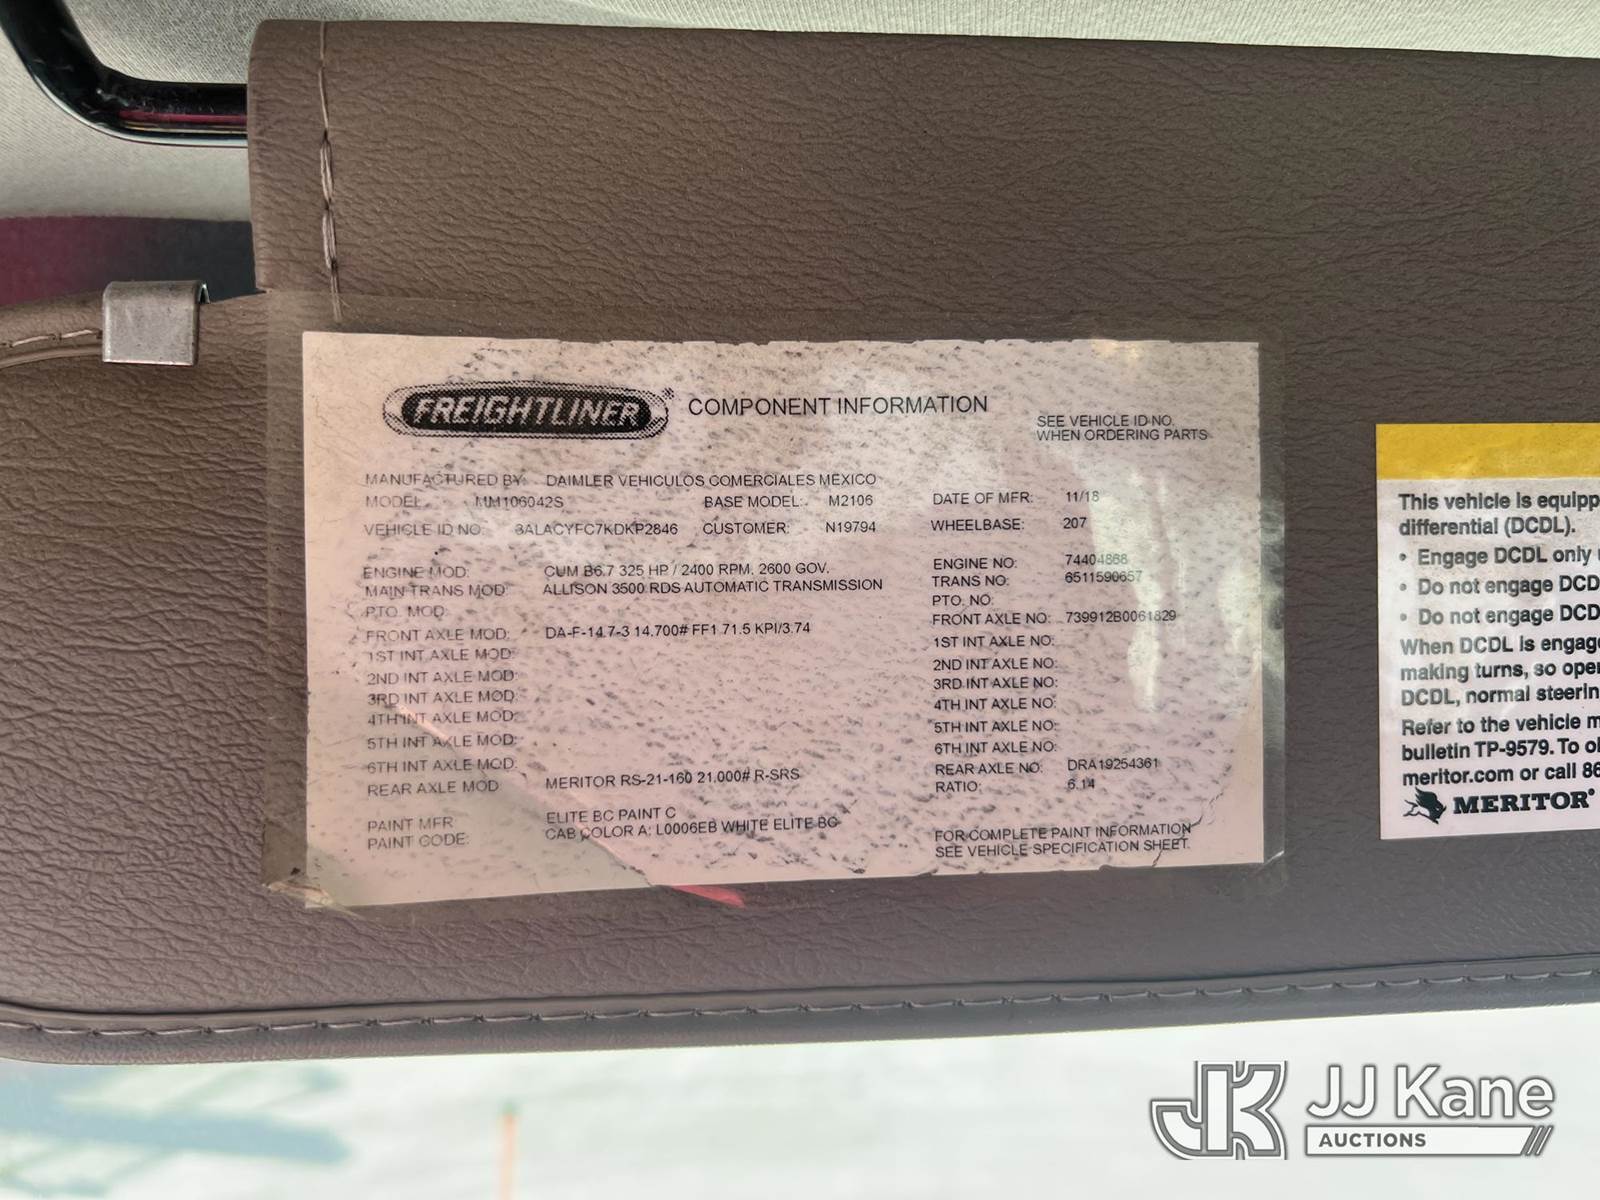 FREIGHTLINER®
COMPONENT INFORMATION
SEE VEHICLE ID NO.
WHEN ORDERING PARTS
MANUFACTURED BY: DAIMLER VEHICULOS COMERCIALES MEXICO
MODEL: MM106042S BASE MODEL: M2106 DATE OF MFR: 11/18
VEHICLE ID NO: 3ALACYFC7KDKP2846 CUSTOMER: N19794 WHEELBASE: 207
ENGINE MOD: CUM B6.7 325 HP / 2400 RPM, 2600 GOV. ENGINE NO: 74404868
MAIN TRANS MOD: ALLISON 3500 RDS AUTOMATIC TRANSMISSION TRANS NO: 6511590657
PTO. MOD: PTO. NO:
FRONT AXLE MOD: DA-F-14.7-3 14,700# FF1 71.5 KPI/3.74 FRONT AXLE NO: 739912B0061829
1ST INT AXLE MOD: 1ST INT AXLE NO:
2ND INT AXLE MOD: 2ND INT AXLE NO:
3RD INT AXLE MOD: 3RD INT AXLE NO:
4TH INT AXLE MOD: 4TH INT AXLE NO:
5TH INT AXLE MOD: 5TH INT AXLE NO:
6TH INT AXLE MOD: 6TH INT AXLE NO:
REAR AXLE MOD: MERITOR RS-21-160 21,000# R-SRS REAR AXLE NO: DRA19254361
RATIO: 6.14
PAINT MFR: ELITE BC PAINT C
PAINT CODE: CAB COLOR A: L0006EB WHITE ELITE BC
FOR COMPLETE PAINT INFORMATION
SEE VEHICLE SPECIFICATION SHEET.
This vehicle is equipp
differential (DCDL).
• Engage DCDL only
• Do not engage DCD
• Do not engage DCD
When DCDL is engag
making turns, so oper
DCDL, normal steerin
Refer to the vehicle m
bulletin TP-9579. To o
meritor.com or call 86
MERITOR®
JK JJ Kane
AUCTIONS